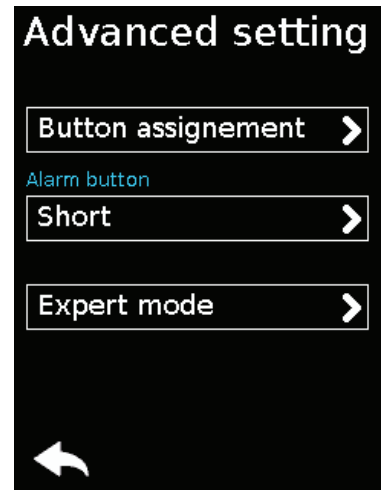 Advanced setting
Button assignement
Alarm button
Short
Expert mode